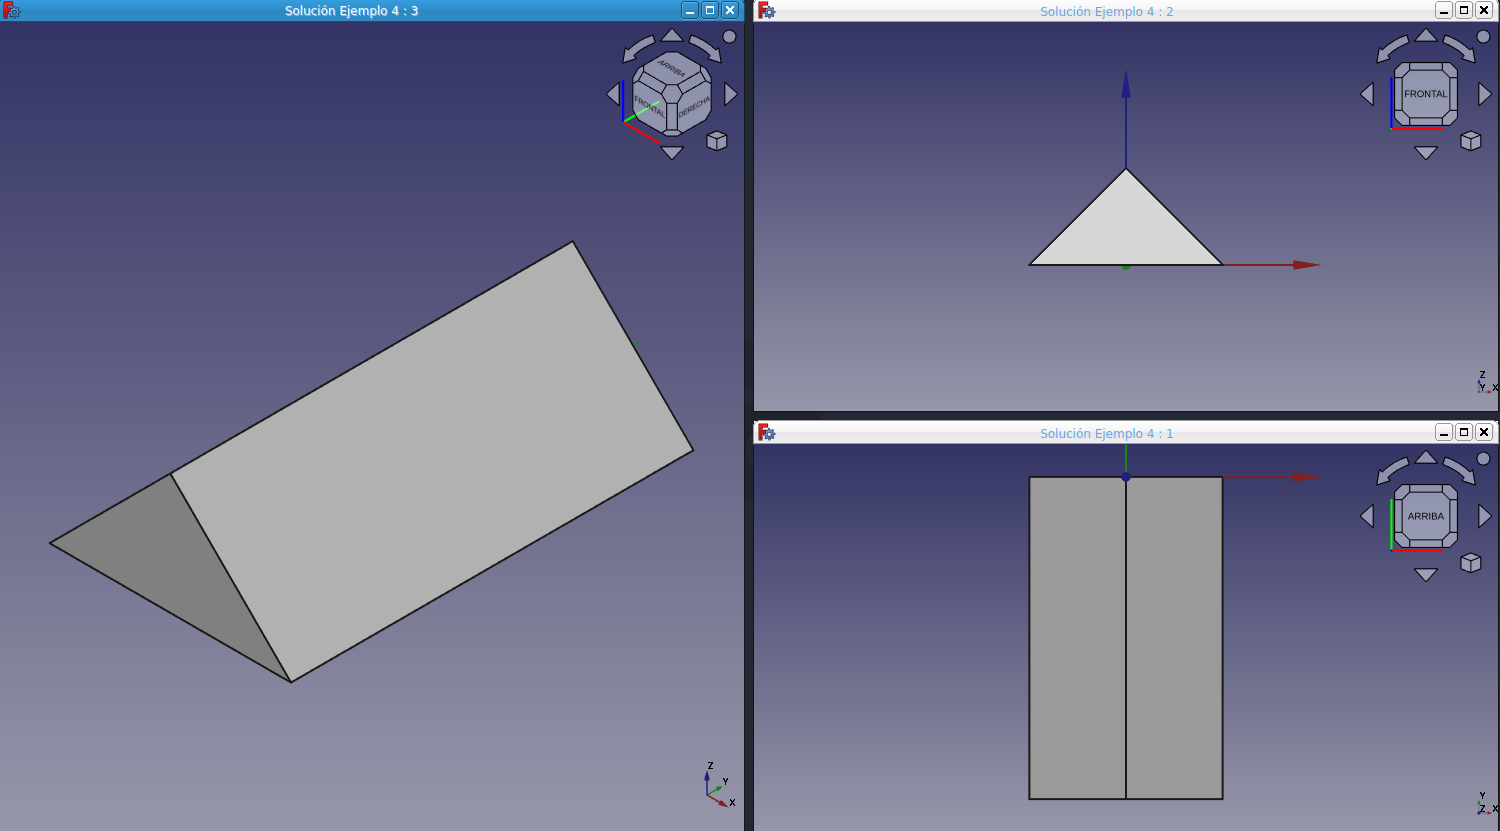 Solución Ejemplo 4 : 3
ARRIBA
FRONTAL
DERECHA
Z
Y
X
Solución Ejemplo 4 : 2
FRONTAL
Z
Y X
Solución Ejemplo 4 : 1
ARRIBA
Y
Z X